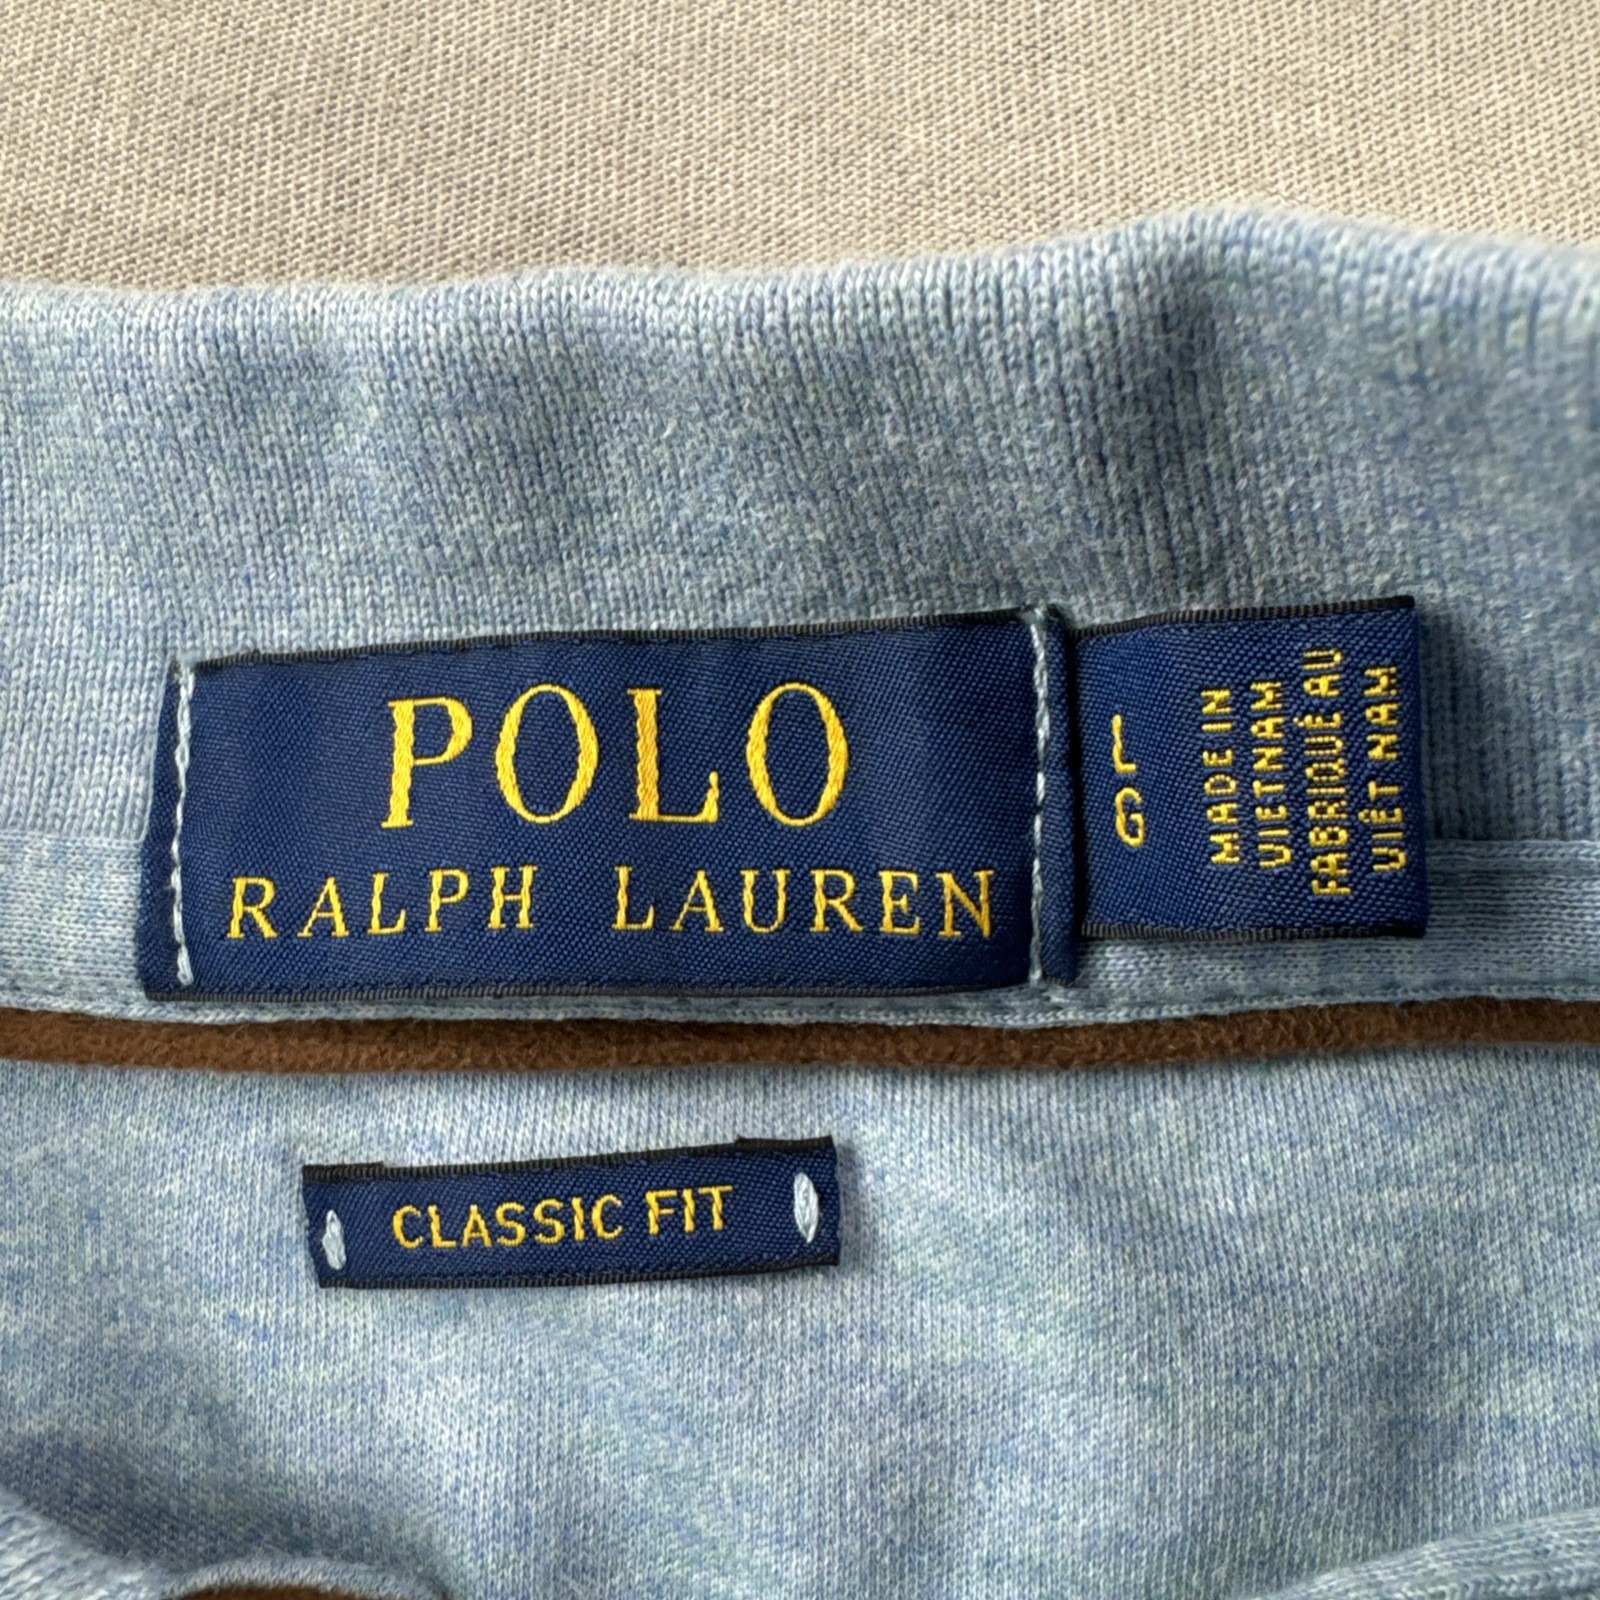 POLO
RALPH LAUREN
L
G
MADE IN
VIETNAM
FABRIQUÉ AU
VIÊT NAM
CLASSIC FIT